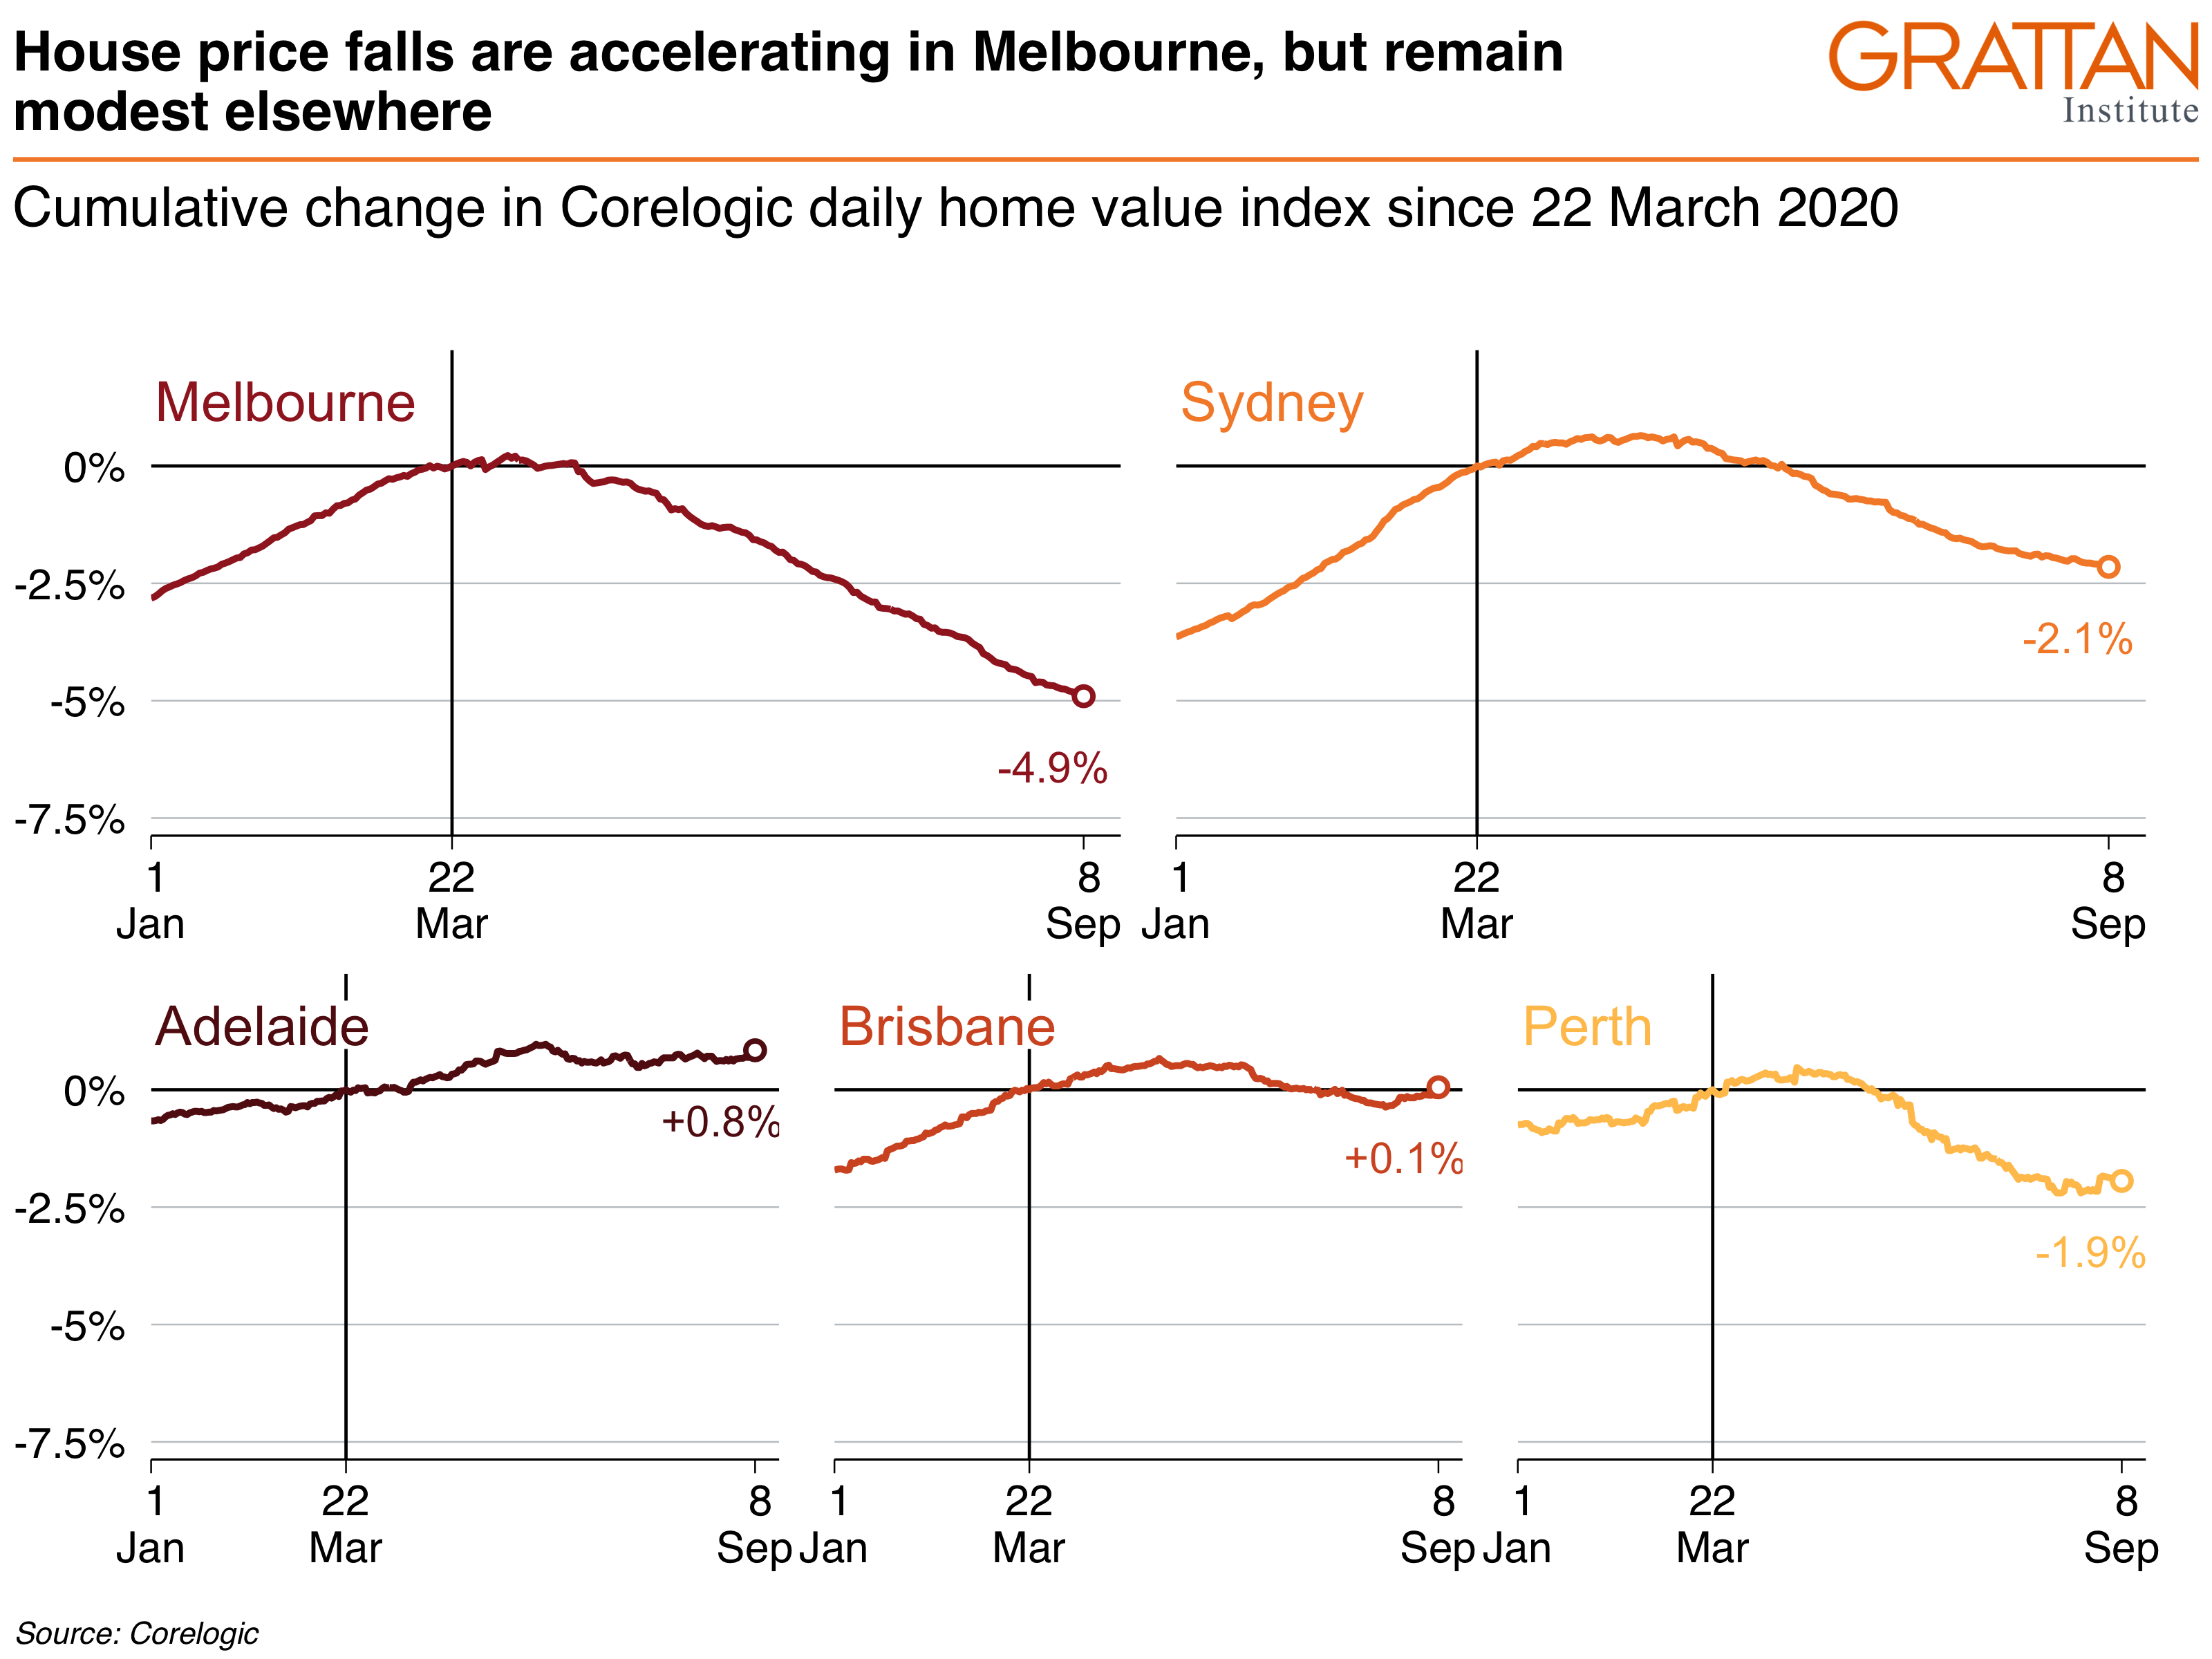 House price falls are accelerating in Melbourne, but remain
modest elsewhere
GRATTAN
Institute
Cumulative change in Corelogic daily home value index since 22 March 2020
Melbourne
Sydney
0%
-2.5%
-5%
-7.5%
-4.9%
-2.1%
1 22 8 1 22 8
Jan Mar Sep Jan Mar Sep
Adelaide
Brisbane
Perth
0%
-2.5%
-5%
-7.5%
+0.8%
+0.1%
-1.9%
1 22 8 1 22 8 1 22 8
Jan Mar Sep Jan Mar Sep Jan Mar Sep
Source: Corelogic